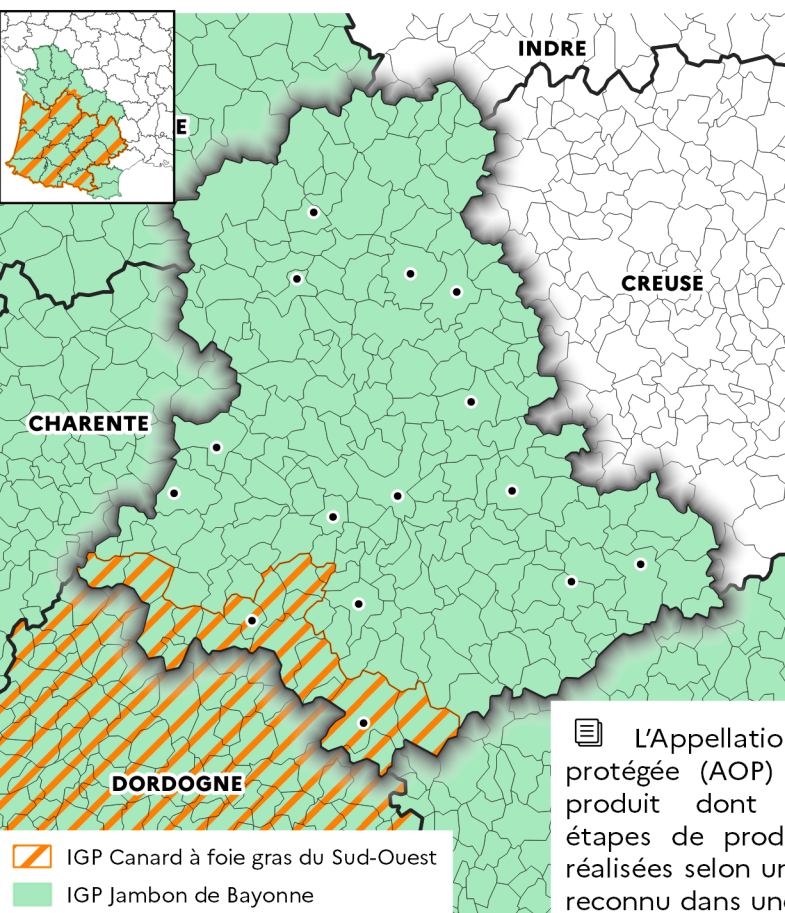 INDRE
E
CREUSE
CHARENTE
DORDOGNE
IGP Canard à foie gras du Sud-Ouest
IGP Jambon de Bayonne
L'Appellatio
protégée (AOP)
produit dont
étapes de prod
réalisées selon un
reconnu dans une